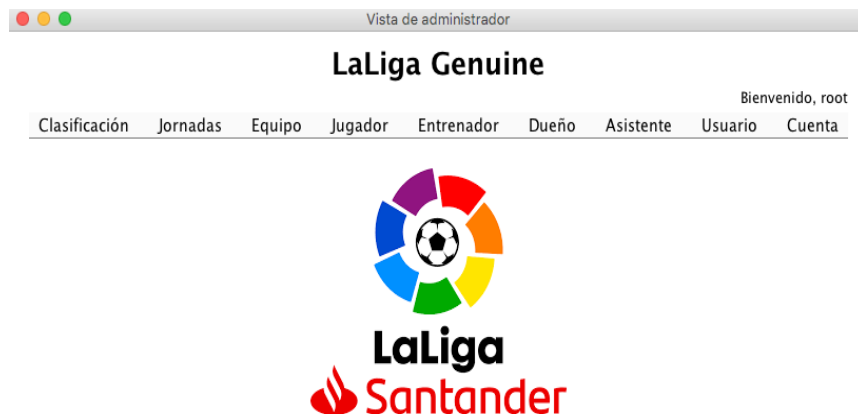 Vista de administrador
LaLiga Genuine
Bienvenido, root
Clasificación Jornadas Equipo Jugador Entrenador Dueño Asistente Usuario Cuenta
LaLiga
Santander